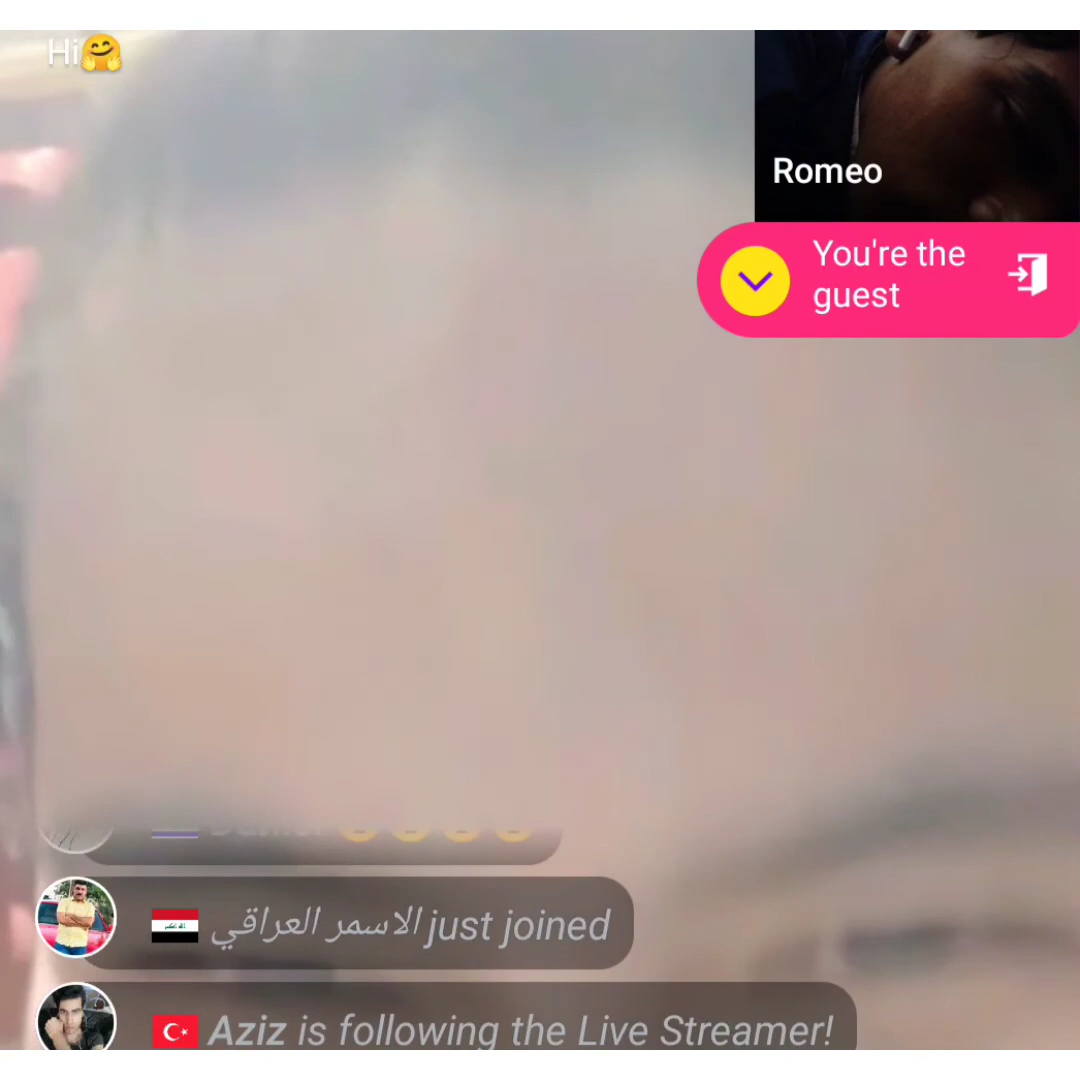 Hi🤗
Romeo
You're the
guest
الاسمر العراقي just joined
Aziz is following the Live Streamer!